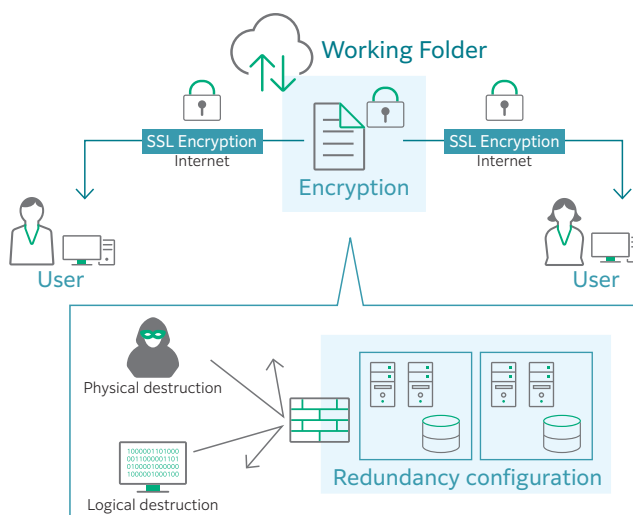 Working Folder
SSL Encryption
Internet
SSL Encryption
Internet
Encryption
User
User
Physical destruction
1000001101000
0011000001101
0100001000000
1000001000100
Logical destruction
Redundancy configuration